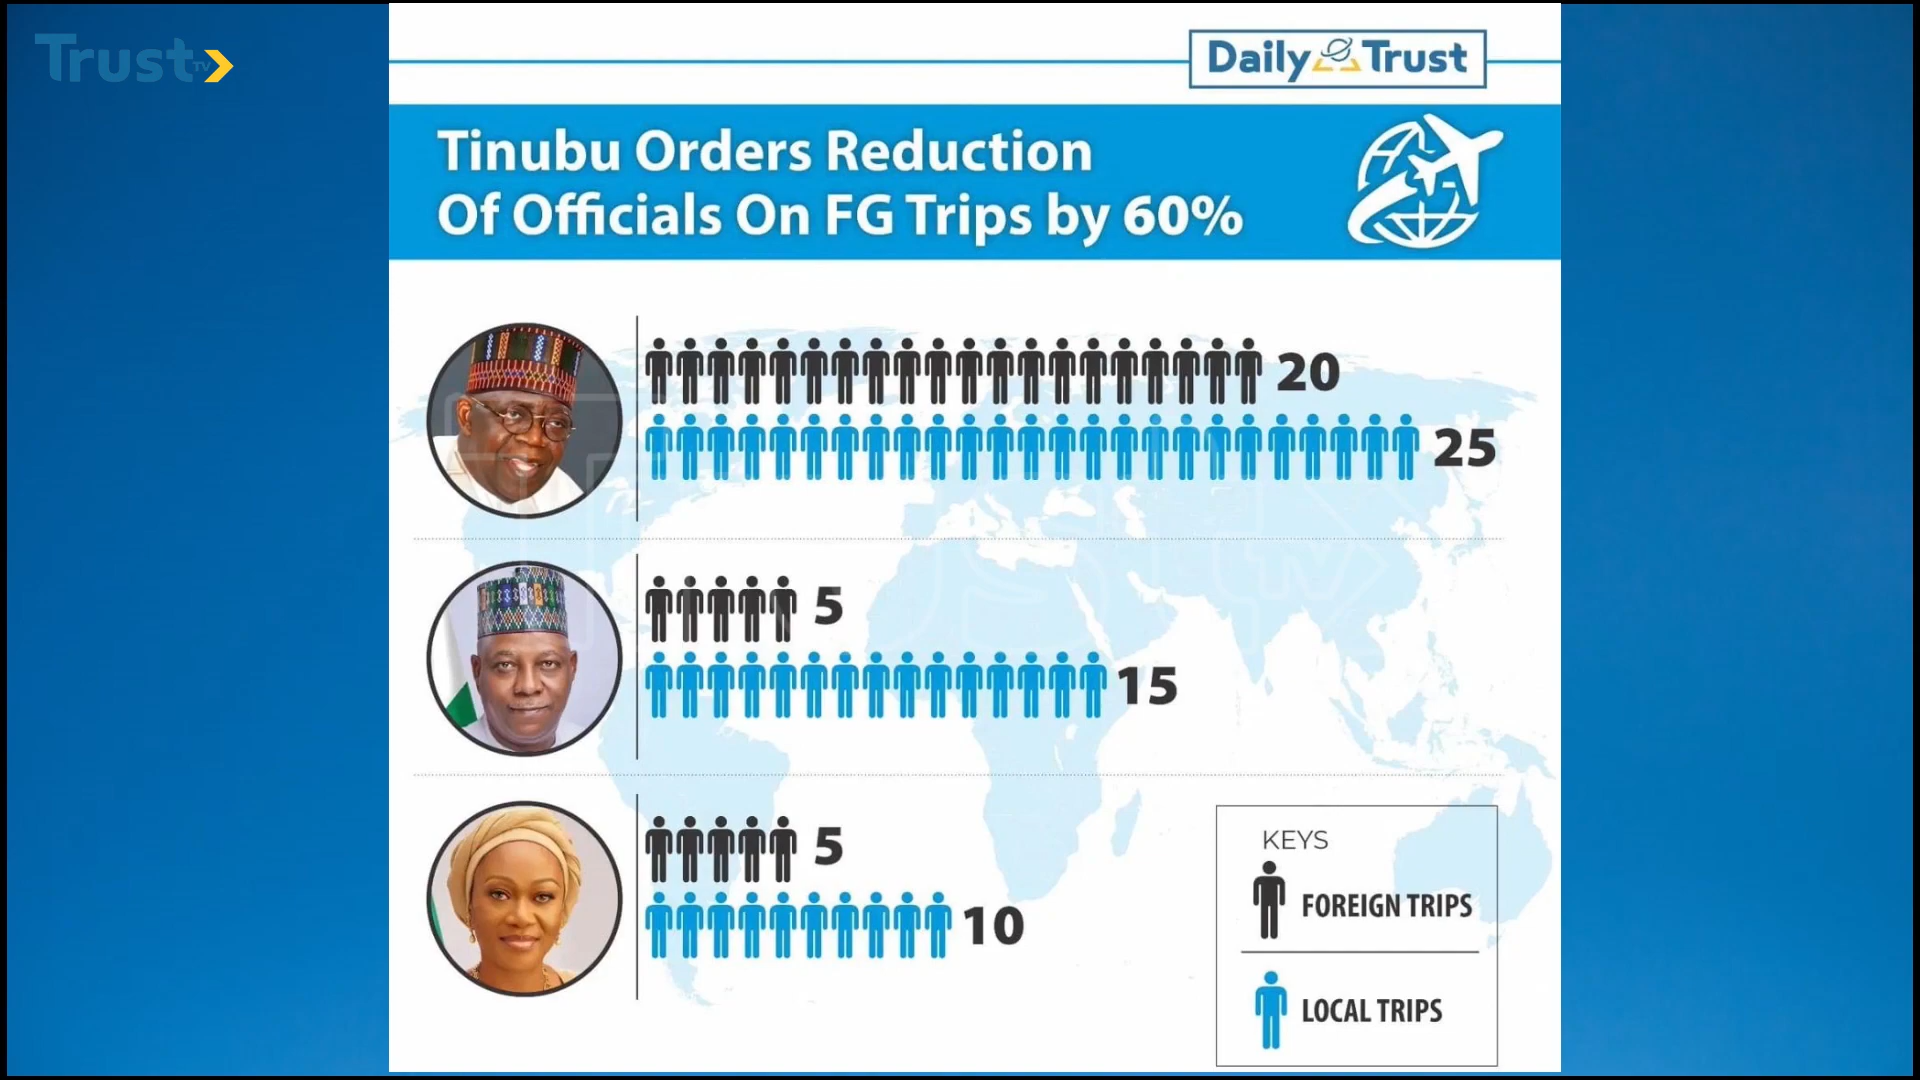 Trust TV
Daily Trust
Tinubu Orders Reduction
Of Officials On FG Trips by 60%
20
25
5
15
5
10
KEYS
FOREIGN TRIPS
LOCAL TRIPS